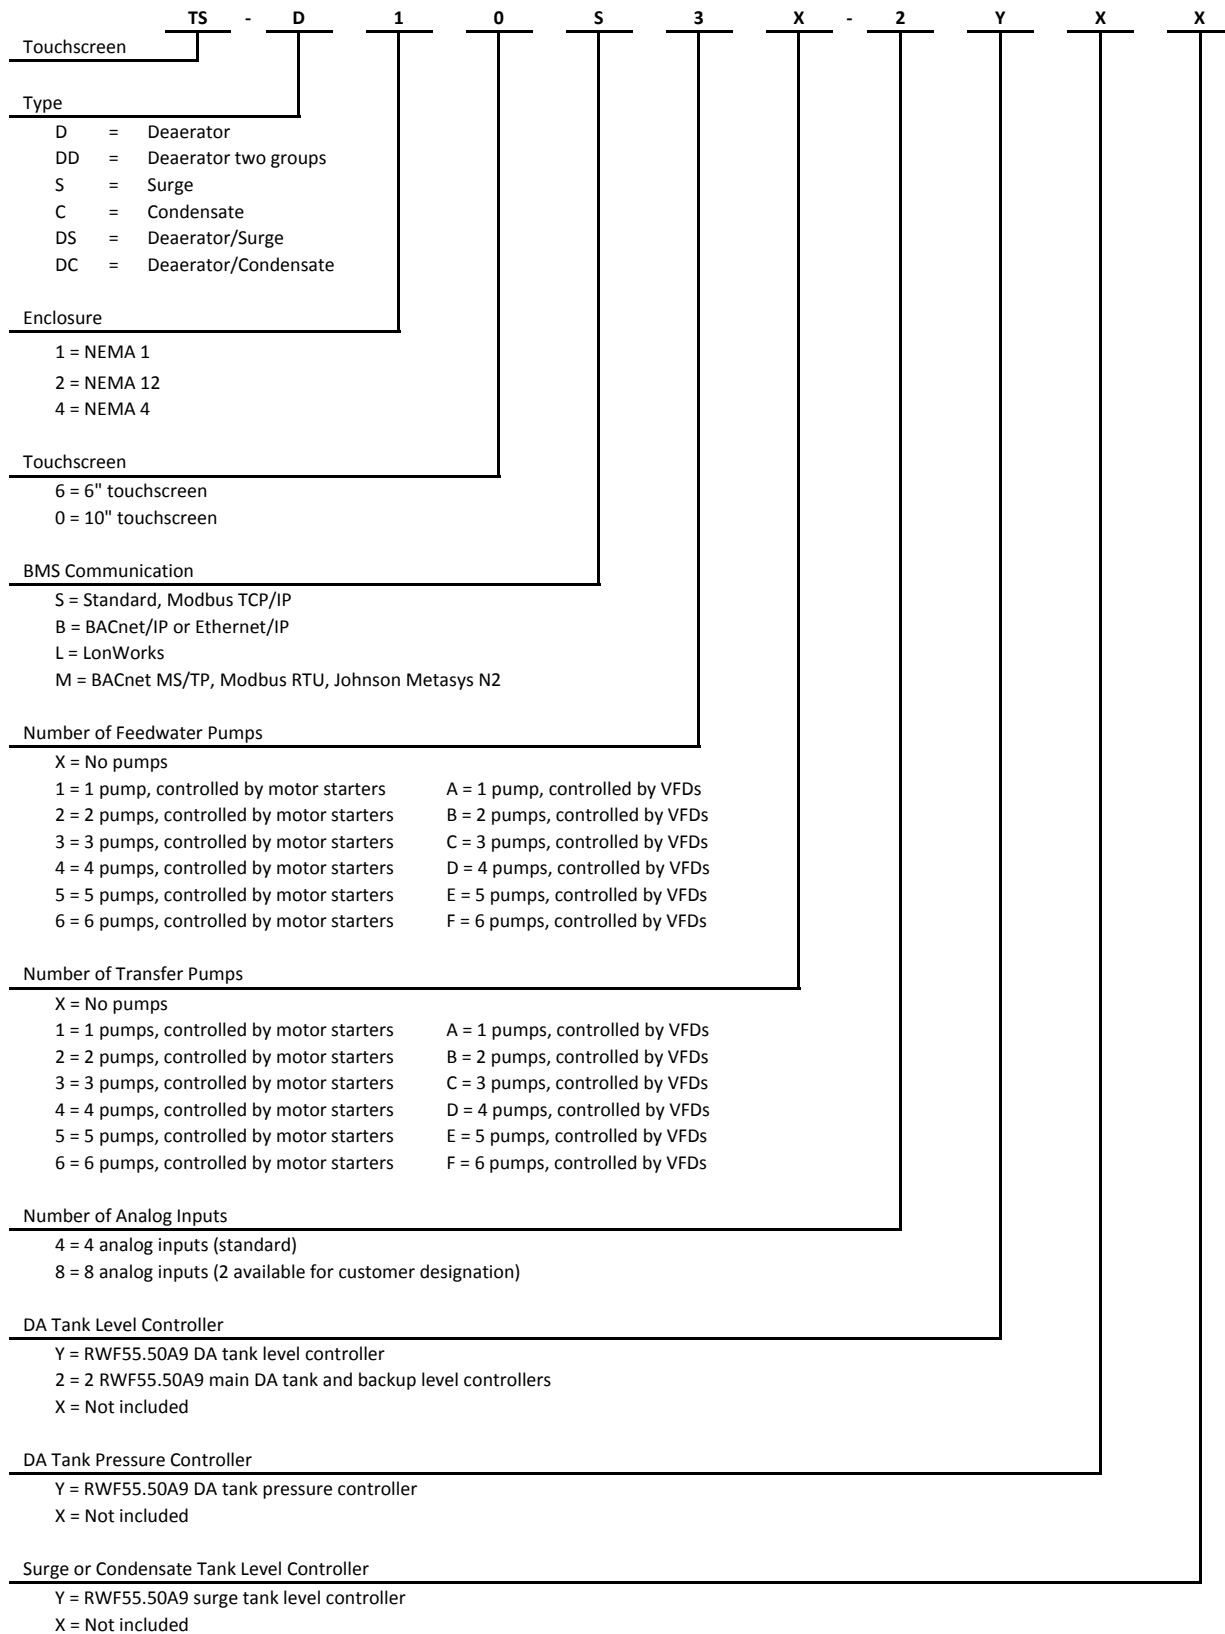 TS - D 1 0 S 3 X - 2 Y X X
Touchscreen
Type
D = Deaerator
DD = Deaerator two groups
S = Surge
C = Condensate
DS = Deaerator/Surge
DC = Deaerator/Condensate
Enclosure
1 = NEMA 1
2 = NEMA 12
4 = NEMA 4
Touchscreen
6 = 6" touchscreen
0 = 10" touchscreen
BMS Communication
S = Standard, Modbus TCP/IP
B = BACnet/IP or Ethernet/IP
L = LonWorks
M = BACnet MS/TP, Modbus RTU, Johnson Metasys N2
Number of Feedwater Pumps
X = No pumps
1 = 1 pump, controlled by motor starters A = 1 pump, controlled by VFDs
2 = 2 pumps, controlled by motor starters B = 2 pumps, controlled by VFDs
3 = 3 pumps, controlled by motor starters C = 3 pumps, controlled by VFDs
4 = 4 pumps, controlled by motor starters D = 4 pumps, controlled by VFDs
5 = 5 pumps, controlled by motor starters E = 5 pumps, controlled by VFDs
6 = 6 pumps, controlled by motor starters F = 6 pumps, controlled by VFDs
Number of Transfer Pumps
X = No pumps
1 = 1 pumps, controlled by motor starters A = 1 pumps, controlled by VFDs
2 = 2 pumps, controlled by motor starters B = 2 pumps, controlled by VFDs
3 = 3 pumps, controlled by motor starters C = 3 pumps, controlled by VFDs
4 = 4 pumps, controlled by motor starters D = 4 pumps, controlled by VFDs
5 = 5 pumps, controlled by motor starters E = 5 pumps, controlled by VFDs
6 = 6 pumps, controlled by motor starters F = 6 pumps, controlled by VFDs
Number of Analog Inputs
4 = 4 analog inputs (standard)
8 = 8 analog inputs (2 available for customer designation)
DA Tank Level Controller
Y = RWF55.50A9 DA tank level controller
2 = 2 RWF55.50A9 main DA tank and backup level controllers
X = Not included
DA Tank Pressure Controller
Y = RWF55.50A9 DA tank pressure controller
X = Not included
Surge or Condensate Tank Level Controller
Y = RWF55.50A9 surge tank level controller
X = Not included